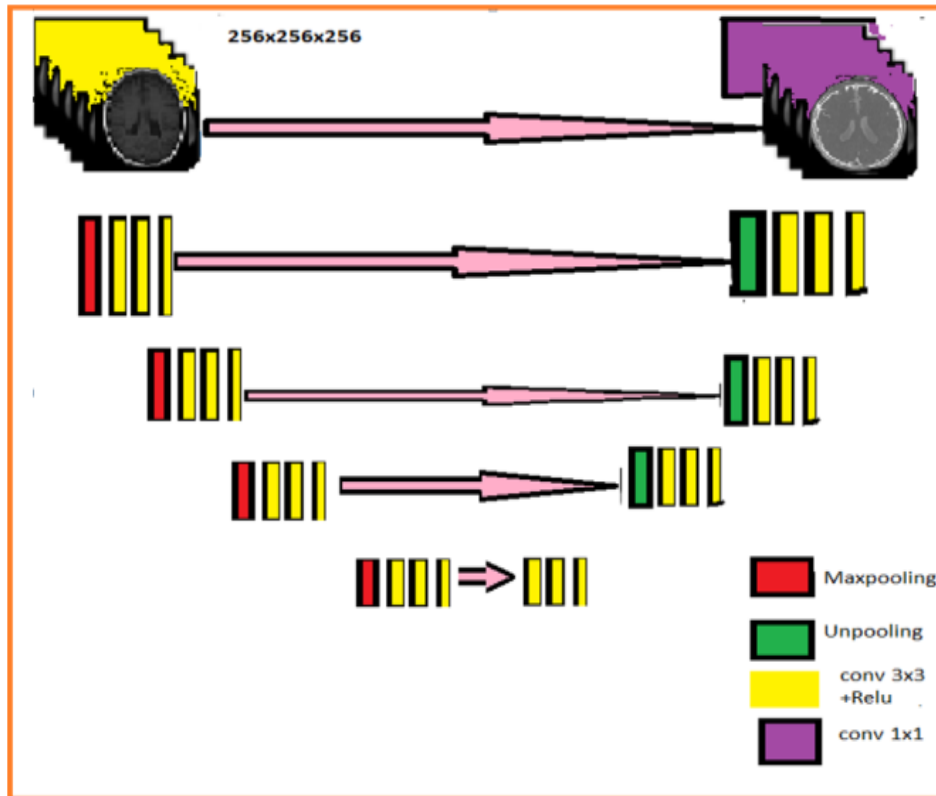 256x256x256
Maxpooling
Unpooling
conv 3x3
+Relu
conv 1x1